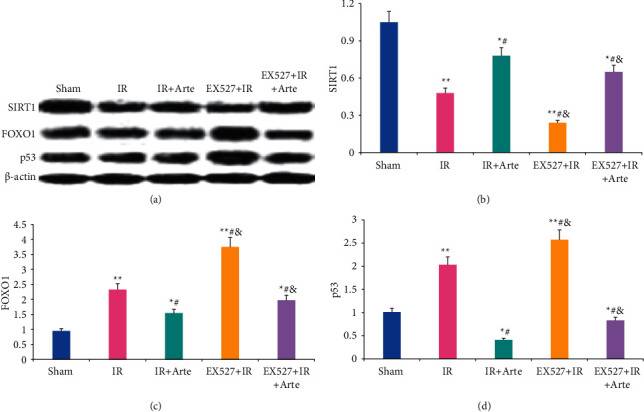 Sham IR IR+Arte EX527+IR EX527+IR
+Arte
SIRT1
FOXO1
p53
β-actin
(a)
1.2
0.9
0.6
0.3
0
SIRT1
**
*#
**#&
*#&
Sham IR IR+Arte EX527+IR EX527+IR
+Arte
(b)
4.5
4
3.5
3
2.5
2
1.5
1
0.5
0
FOXO1
**
*#
**#&
*#&
Sham IR IR+Arte EX527+IR EX527+IR
+Arte
(c)
3
2.5
2
1.5
1
0.5
0
p53
**
*#
**#&
*#&
Sham IR IR+Arte EX527+IR EX527+IR
+Arte
(d)